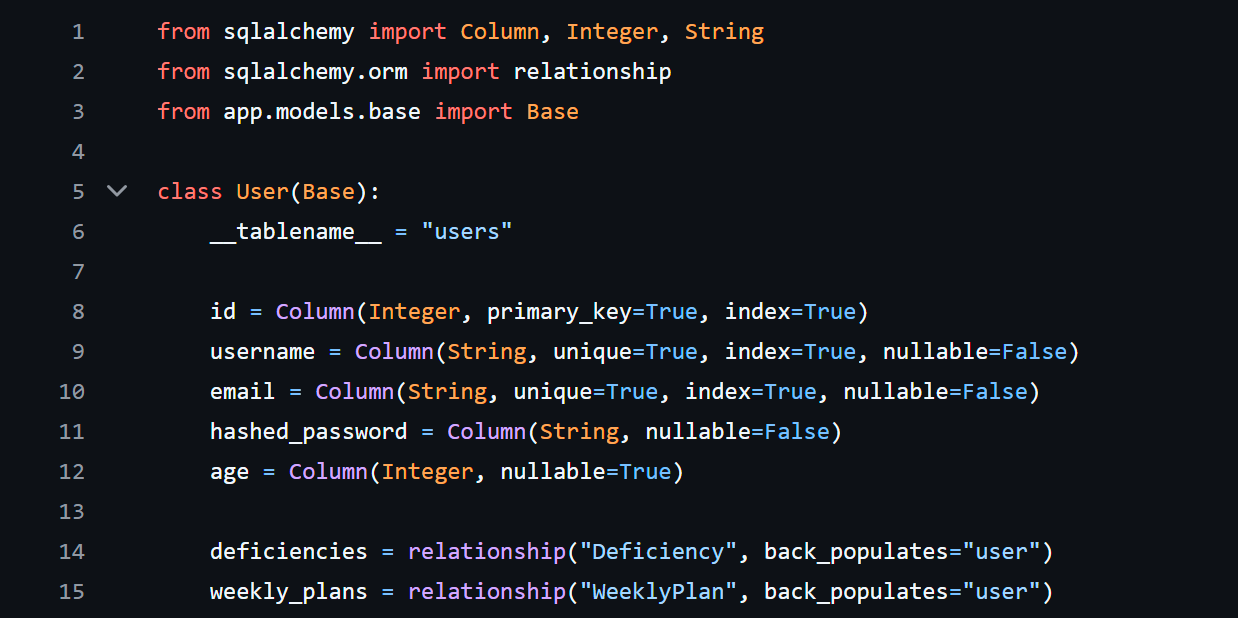 1 from sqlalchemy import Column, Integer, String
2 from sqlalchemy.orm import relationship
3 from app.models.base import Base
4
5 class User(Base):
6     __tablename__ = "users"
7
8     id = Column(Integer, primary_key=True, index=True)
9     username = Column(String, unique=True, index=True, nullable=False)
10     email = Column(String, unique=True, index=True, nullable=False)
11     hashed_password = Column(String, nullable=False)
12     age = Column(Integer, nullable=True)
13
14     deficiencies = relationship("Deficiency", back_populates="user")
15     weekly_plans = relationship("WeeklyPlan", back_populates="user")